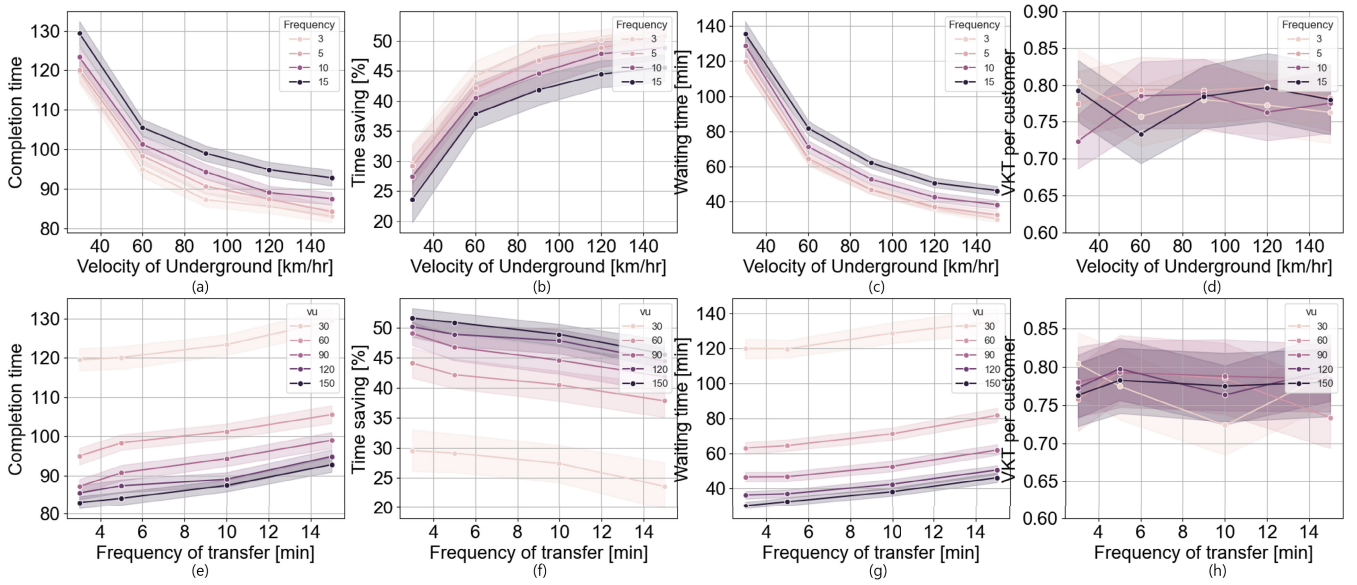 Completion time
130
120
110
100
90
80
40 60 80 100 120 140
Velocity of Underground [km/hr]
(a)
Frequency
3
5
10
15
Time saving [%]
50
45
40
35
30
25
20
40 60 80 100 120 140
Velocity of Underground [km/hr]
(b)
Frequency
3
5
10
15
Waiting time [min]
140
120
100
80
60
40
40 60 80 100 120 140
Velocity of Underground [km/hr]
(c)
Frequency
3
5
10
15
VKT per customer
0.90
0.85
0.80
0.75
0.70
0.65
0.60
40 60 80 100 120 140
Velocity of Underground [km/hr]
(d)
Frequency
3
5
10
15
Completion time
130
120
110
100
90
80
4 6 8 10 12 14
Frequency of transfer [min]
(e)
vu
30
60
90
120
150
Time saving [%]
50
45
40
35
30
25
20
4 6 8 10 12 14
Frequency of transfer [min]
(f)
vu
30
60
90
120
150
Waiting time [min]
140
120
100
80
60
40
4 6 8 10 12 14
Frequency of transfer [min]
(g)
vu
30
60
90
120
150
VKT per customer
0.85
0.80
0.75
0.70
0.65
0.60
4 6 8 10 12 14
Frequency of transfer [min]
(h)
vu
30
60
90
120
150